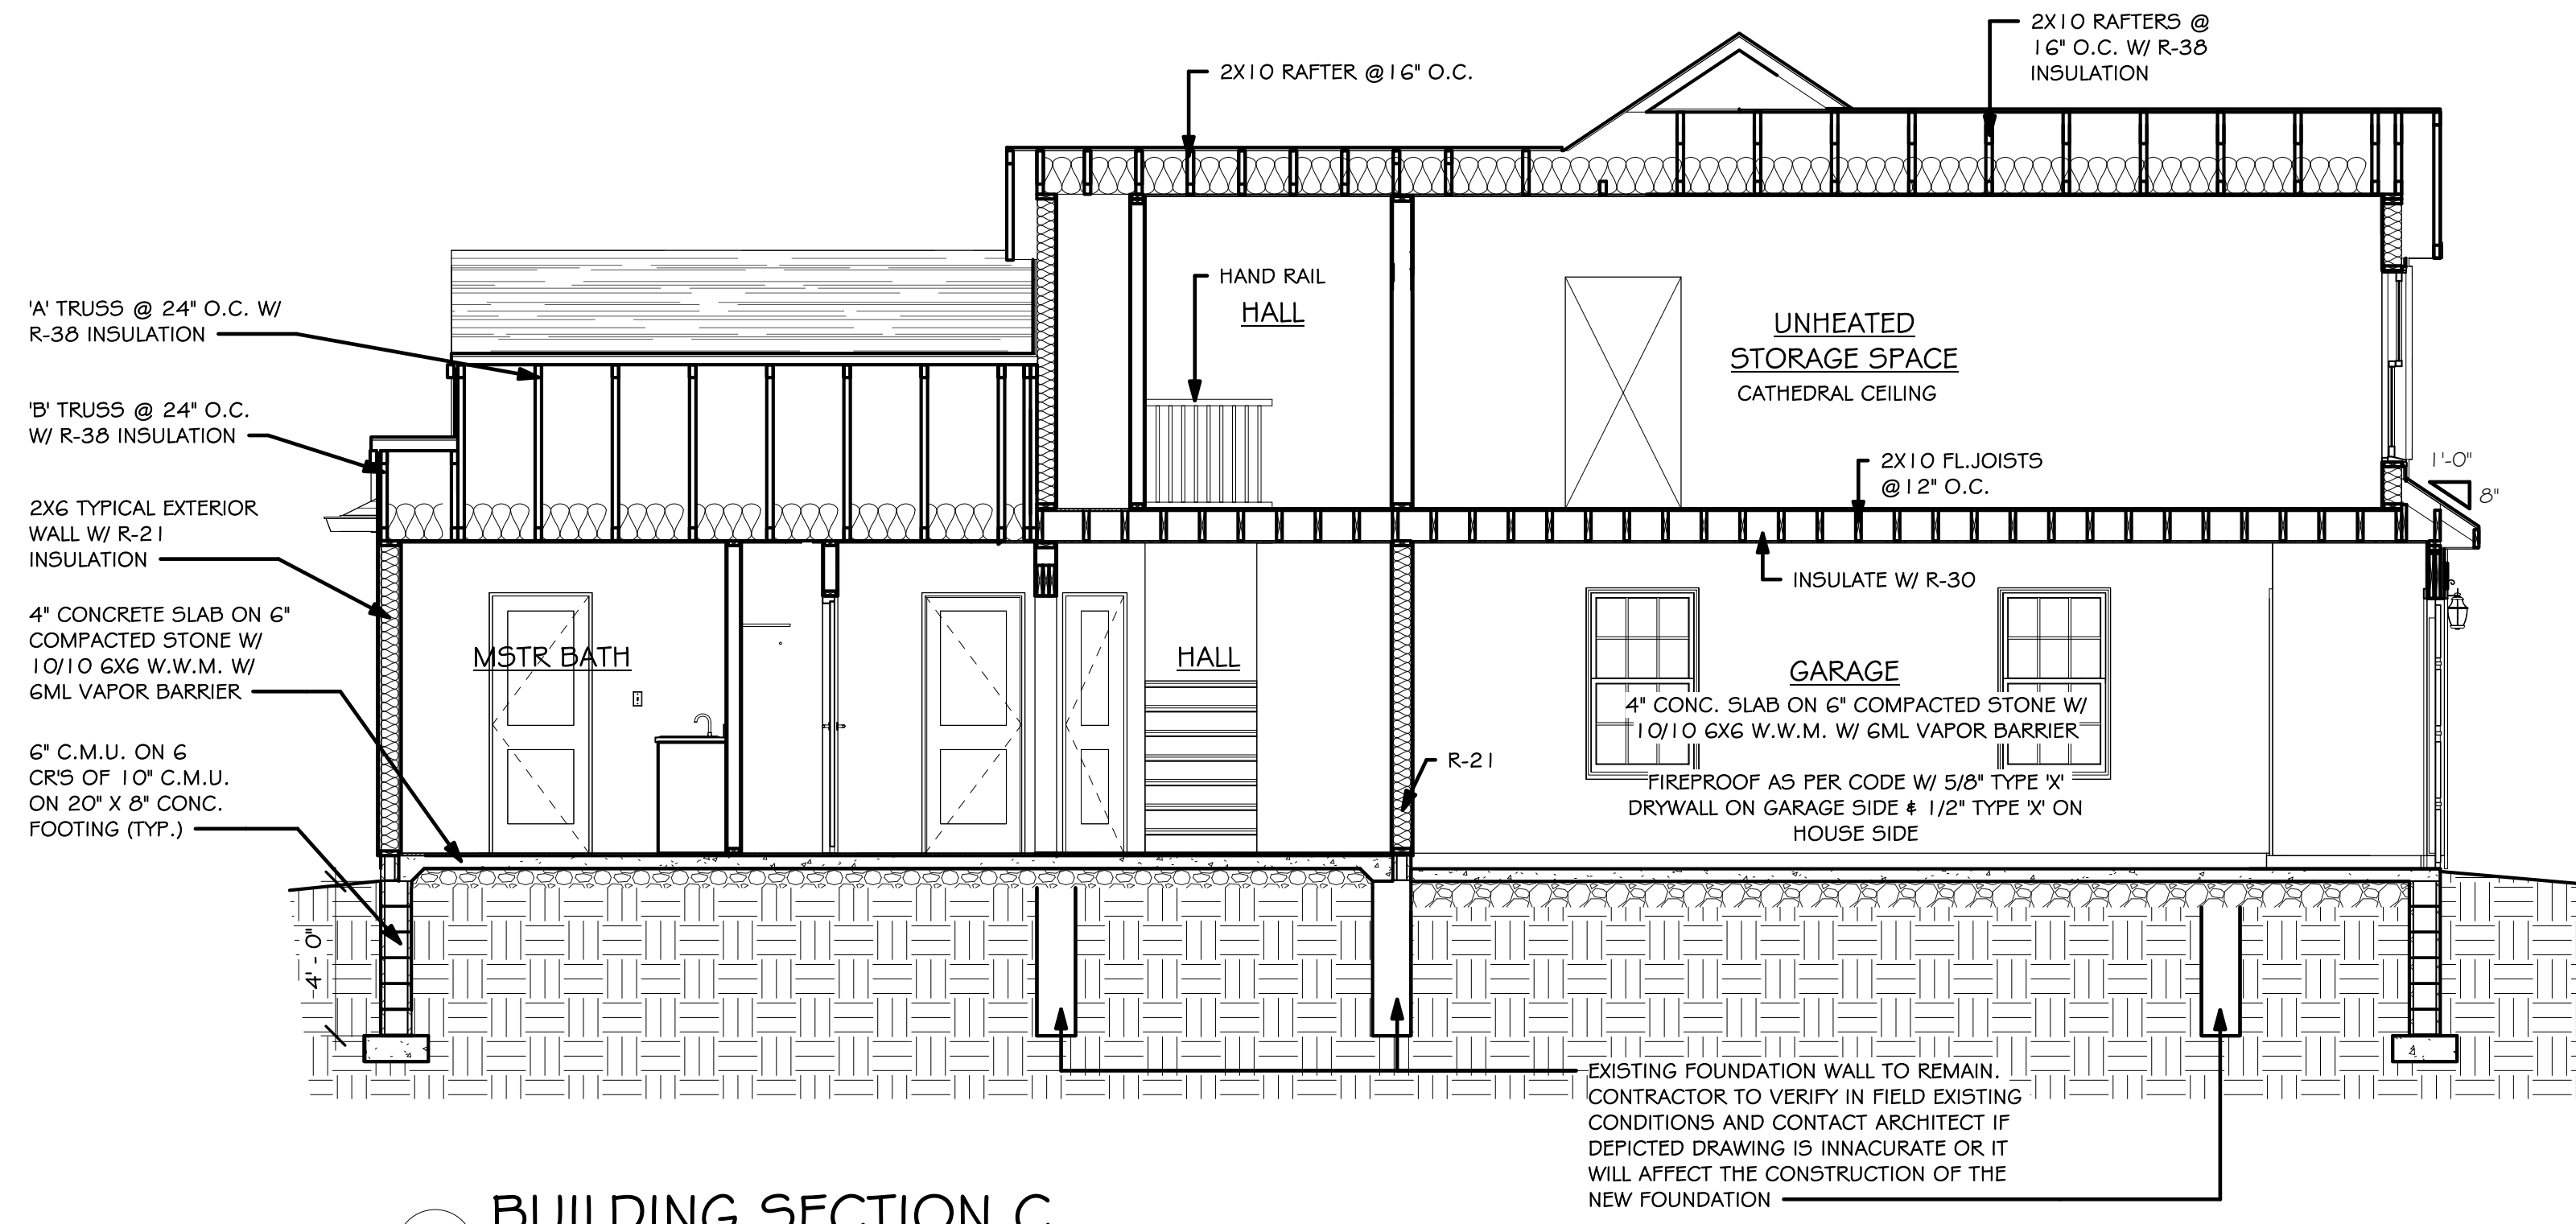 2X10 RAFTERS @
16" O.C. W/ R-38
INSULATION
2X10 RAFTER @16" O.C.
HAND RAIL
HALL
'A' TRUSS @ 24" O.C. W/
R-38 INSULATION
'B' TRUSS @ 24" O.C.
W/ R-38 INSULATION
2X6 TYPICAL EXTERIOR
WALL W/ R-21
INSULATION
4" CONCRETE SLAB ON 6"
COMPACTED STONE W/
10/10 6X6 W.W.M. W/
6ML VAPOR BARRIER
6" C.M.U. ON 6
CR'S OF 10" C.M.U.
ON 20" X 8" CONC.
FOOTING (TYP.)
UNHEATED
STORAGE SPACE
CATHEDRAL CEILING
2X10 FL.JOISTS
@12" O.C.
1'-0"
8"
INSULATE W/ R-30
MSTR BATH
HALL
GARAGE
4" CONC. SLAB ON 6" COMPACTED STONE W/
10/10 6X6 W.W.M. W/ 6ML VAPOR BARRIER
R-21
FIREPROOF AS PER CODE W/ 5/8" TYPE 'X'
DRYWALL ON GARAGE SIDE & 1/2" TYPE 'X' ON
HOUSE SIDE
4'-0"
EXISTING FOUNDATION WALL TO REMAIN.
CONTRACTOR TO VERIFY IN FIELD EXISTING
CONDITIONS AND CONTACT ARCHITECT IF
DEPICTED DRAWING IS INNACURATE OR IT
WILL AFFECT THE CONSTRUCTION OF THE
NEW FOUNDATION
BUILDING SECTION C